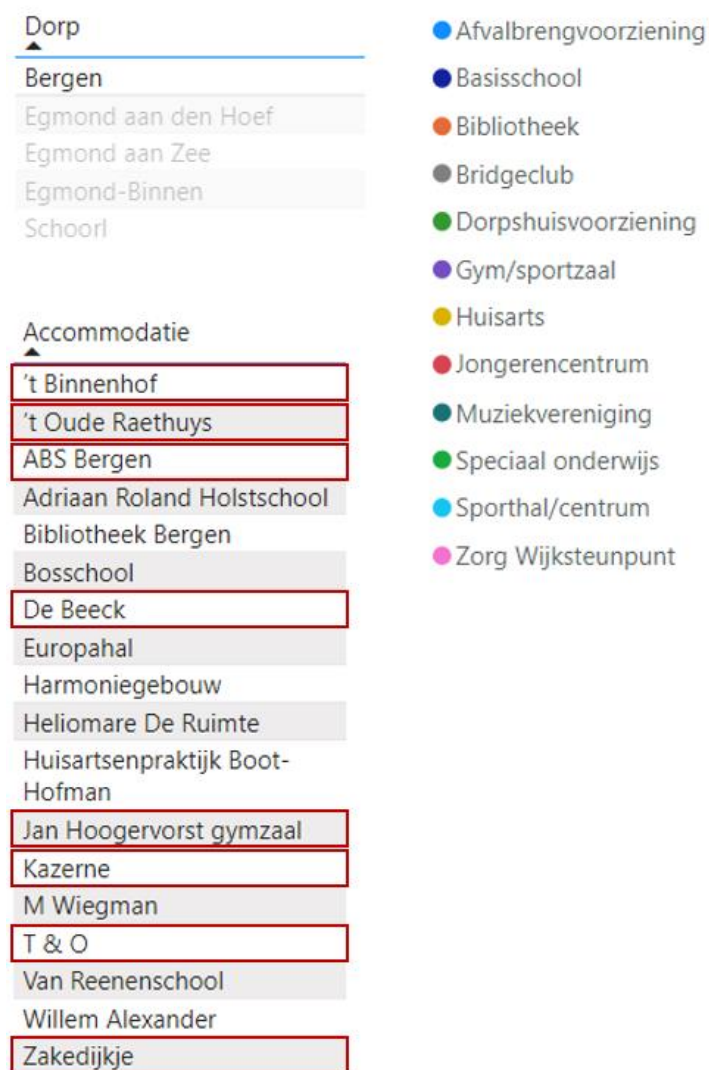 Dorp
Bergen
Egmond aan den Hoef
Egmond aan Zee
Egmond-Binnen
Schoorl
Accommodatie
't Binnenhof
't Oude Raethuys
ABS Bergen
Adriaan Roland Holstschool
Bibliotheek Bergen
Bosschool
De Beeck
Europahal
Harmoniegebouw
Heliomare De Ruimte
Huisartsenpraktijk Boot-
Hofman
Jan Hoogervorst gymzaal
Kazerne
M Wiegman
T & O
Van Reenenschool
Willem Alexander
Zakedijkje
Afvalbrengvoorziening
Basisschool
Bibliotheek
Bridgeclub
Dorpshuisvoorziening
Gym/sportzaal
Huisarts
Jongerencentrum
Muziekvereniging
Speciaal onderwijs
Sporthal/centrum
Zorg Wijksteunpunt